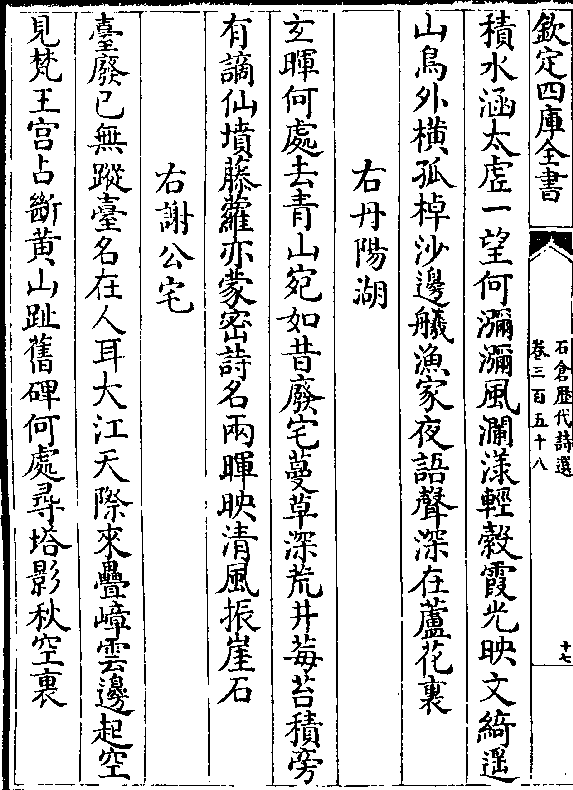 欽定四庫全書
石倉歷代詩選
卷三百五十八
十七
積水涵太虛一望何瀰瀰風瀾漾輕縠霞光映文綺遥
山鳥外橫孤棹沙邊艤漁家夜語聲深在蘆花裏
右丹陽湖
玄暉何處去青山宛如昔廢宅蔓草深荒井莓苔積旁
有謫仙墳藤蘿亦蒙密詩名兩暉映清風振崖石
右謝公宅
臺廢已無蹤臺名在人耳大江天際來疊嶂雲邊起空
見梵王宫占斷黄山趾舊碑何處尋塔影秋空裏